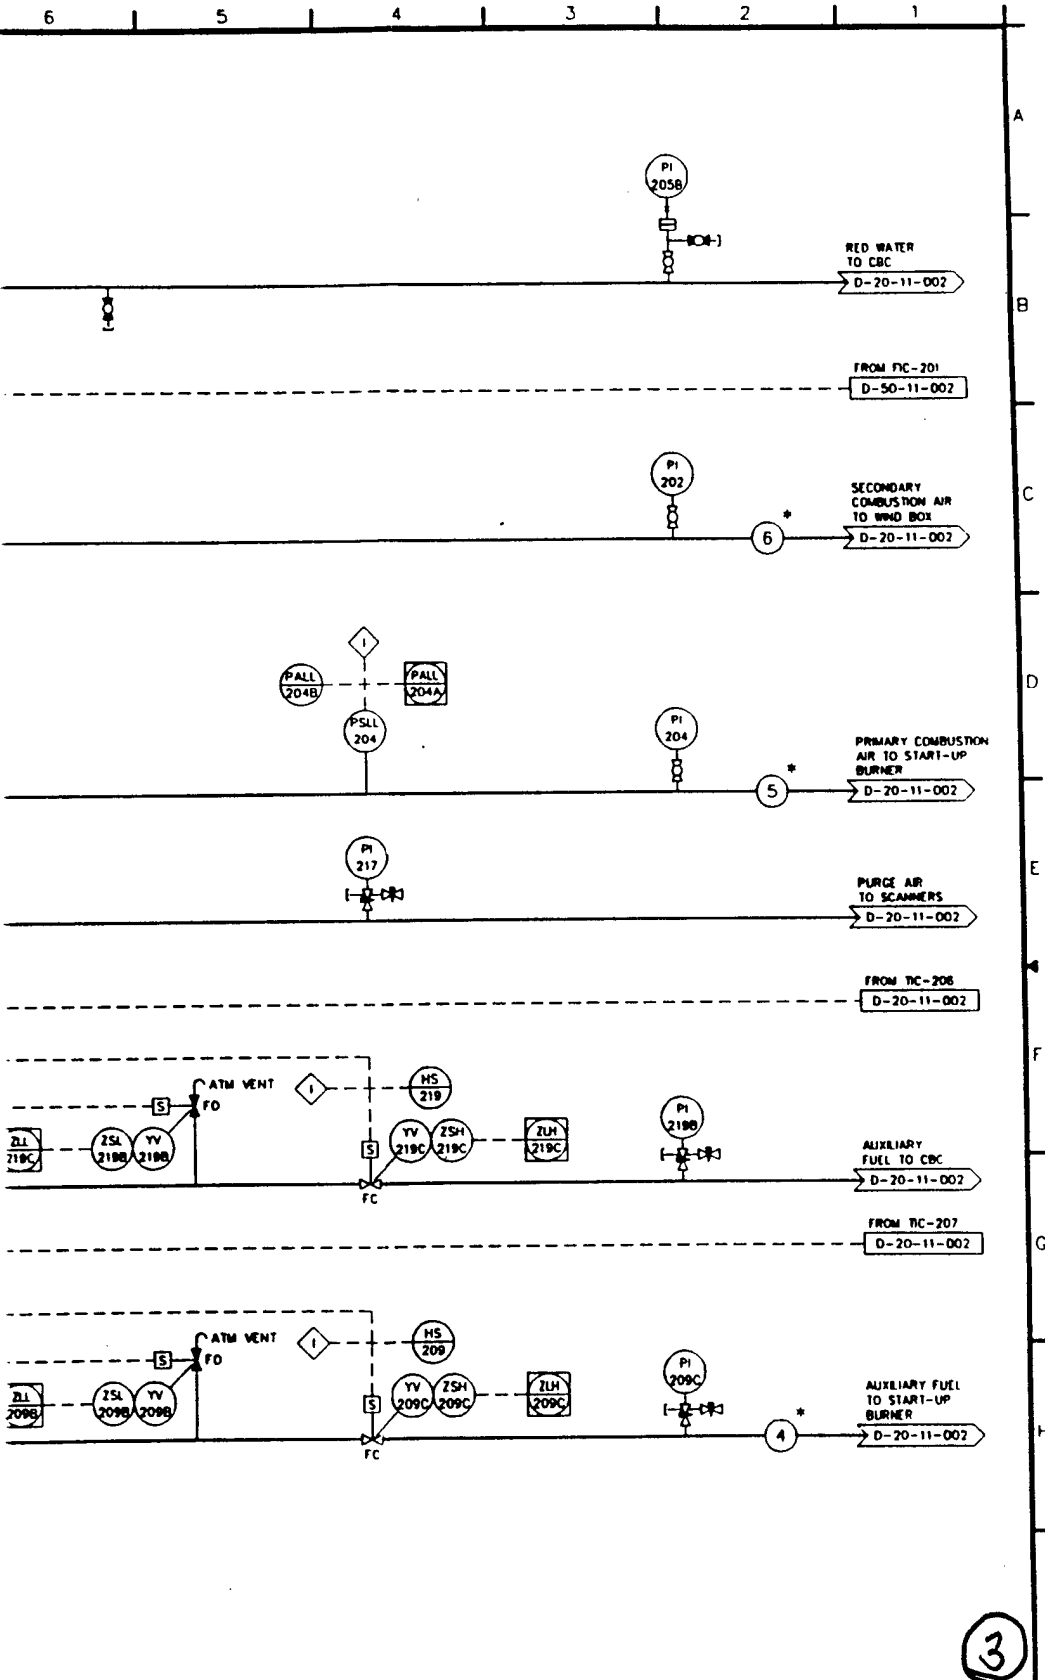 6 5 4 3 2 1
A
PI
205B
RED WATER
TO CBC
D-20-11-002
B
FROM FIC-201
D-50-11-002
PI
202
C
SECONDARY
COMBUSTION AIR
TO WIND BOX
6 *
D-20-11-002
I
PALL
204B
PALL
204A
D
PSLL
204
PI
204
PRIMARY COMBUSTION
AIR TO START-UP
BURNER
5 *
D-20-11-002
PI
217
E
PURGE AIR
TO SCANNERS
D-20-11-002
FROM TIC-206
D-20-11-002
F
ATM VENT
I
HS
219
S
FO
ZLL
219C
ZSL
219B
YV
219B
S
YV
219C
ZSH
219C
ZLH
219C
PI
219B
AUXILIARY
FUEL TO CBC
D-20-11-002
FC
FROM TIC-207
D-20-11-002
G
ATM VENT
I
HS
209
S
FO
ZLL
209B
ZSL
209B
YV
209B
S
YV
209C
ZSH
209C
ZLH
209C
PI
209C
AUXILIARY FUEL
TO START-UP
BURNER
4 *
D-20-11-002
H
FC
3